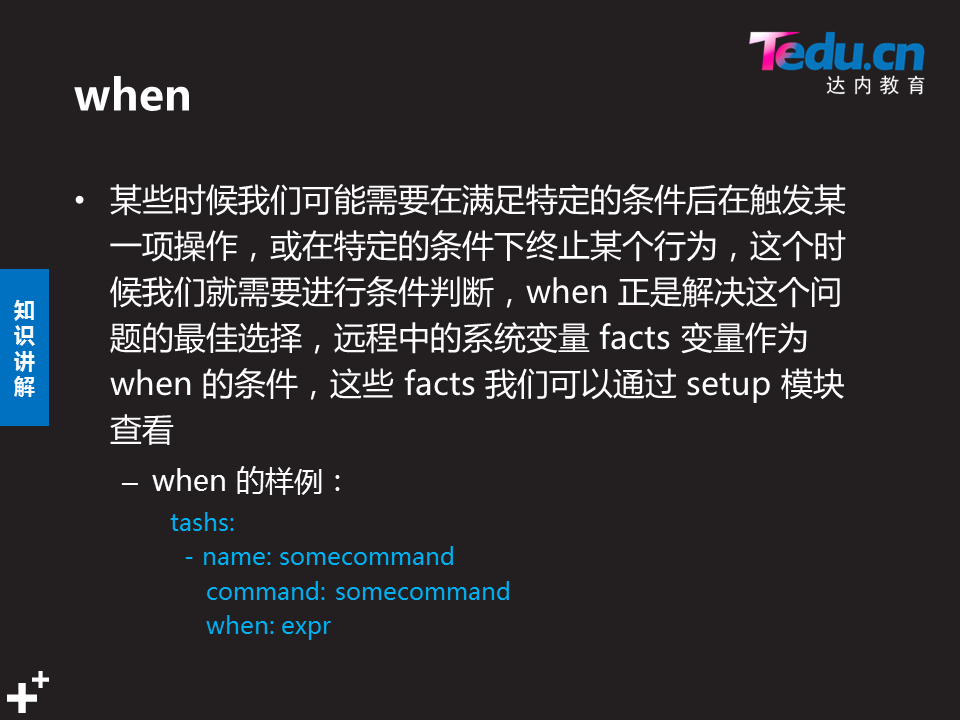 Tedu.cn
达内教育
when
• 某些时候我们可能需要在满足特定的条件后在触发某
一项操作，或在特定的条件下终止某个行为，这个时
候我们就需要进行条件判断，when 正是解决这个问
题的最佳选择，远程中的系统变量 facts 变量作为
when 的条件，这些 facts 我们可以通过 setup 模块
查看
– when 的样例：
tashs:
- name: somecommand
command: somecommand
when: expr
知
识
讲
解